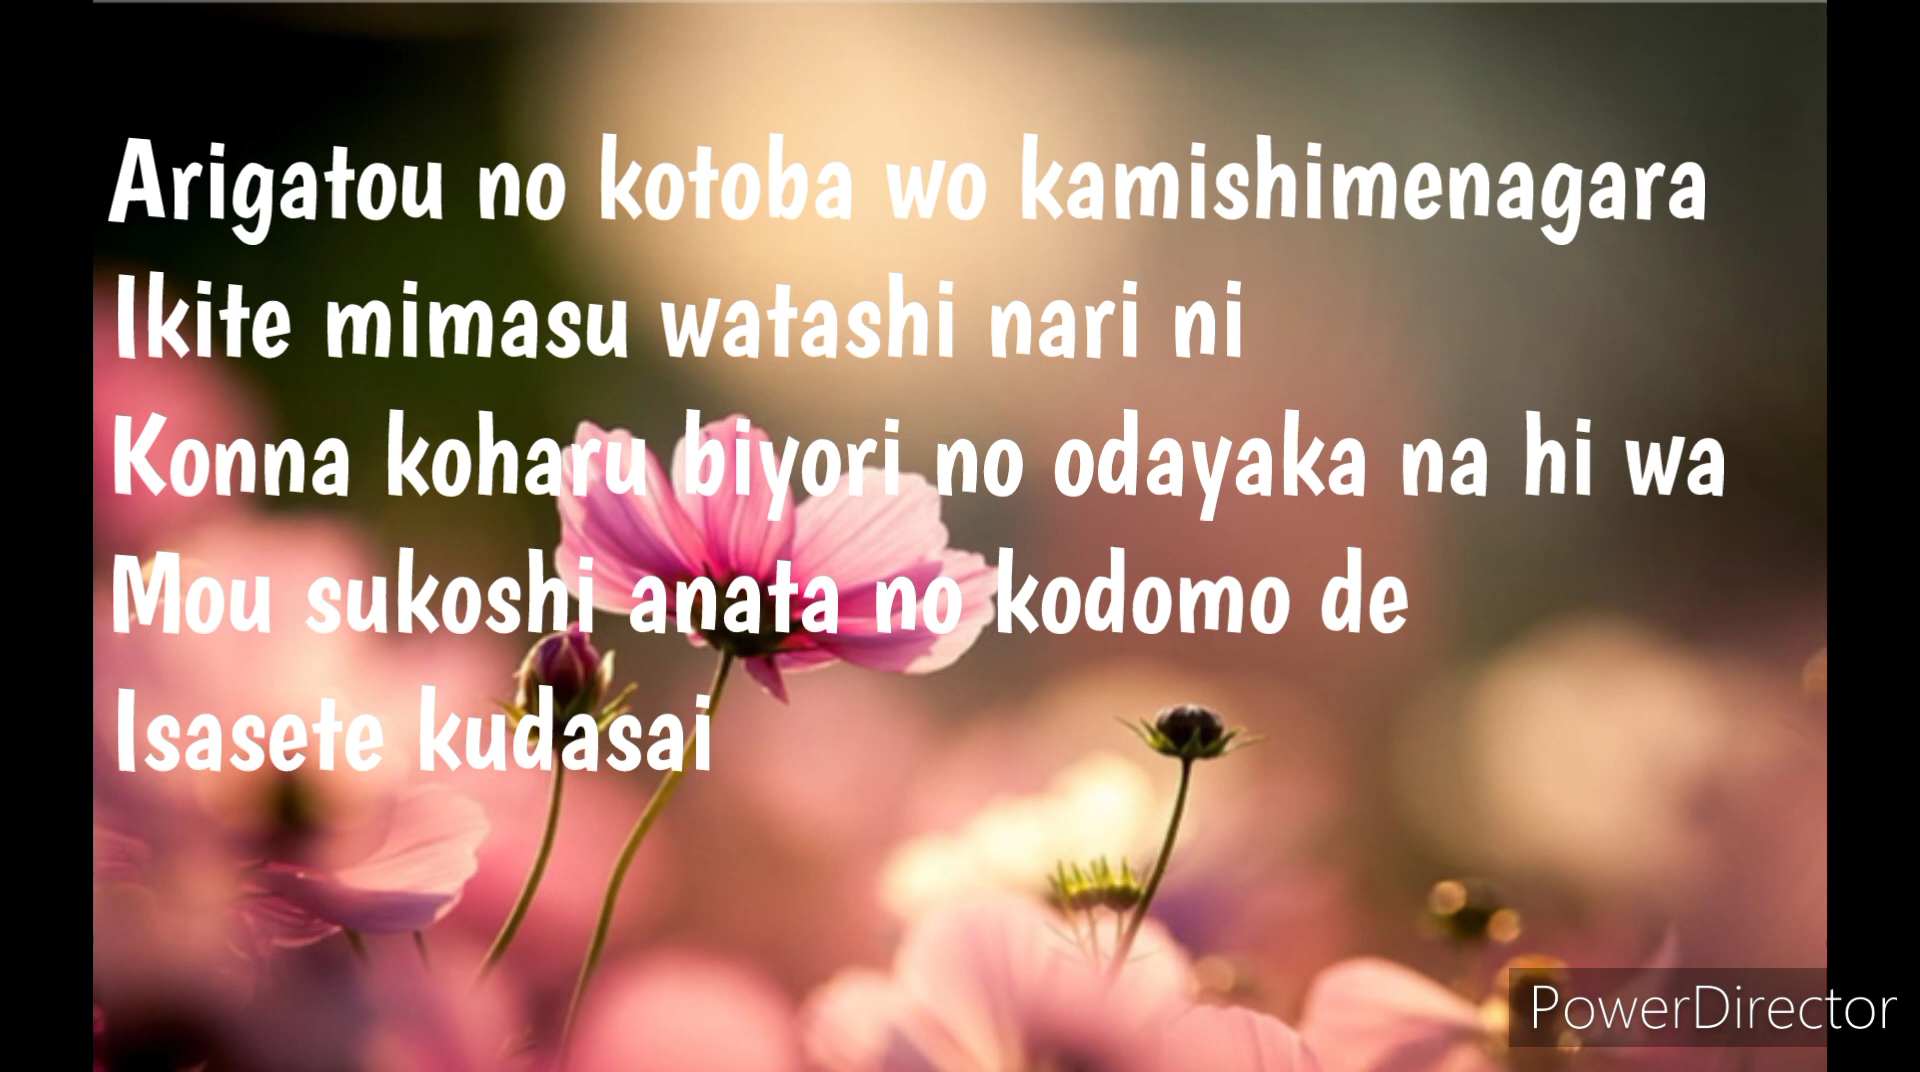 Arigatou no kotoba wo kamishimenagara
Ikite mimasu watashi nari ni
Konna koharu biyori no odayaka na hi wa
Mou sukoshi anata no kodomo de
Isasete kudasai
PowerDirector